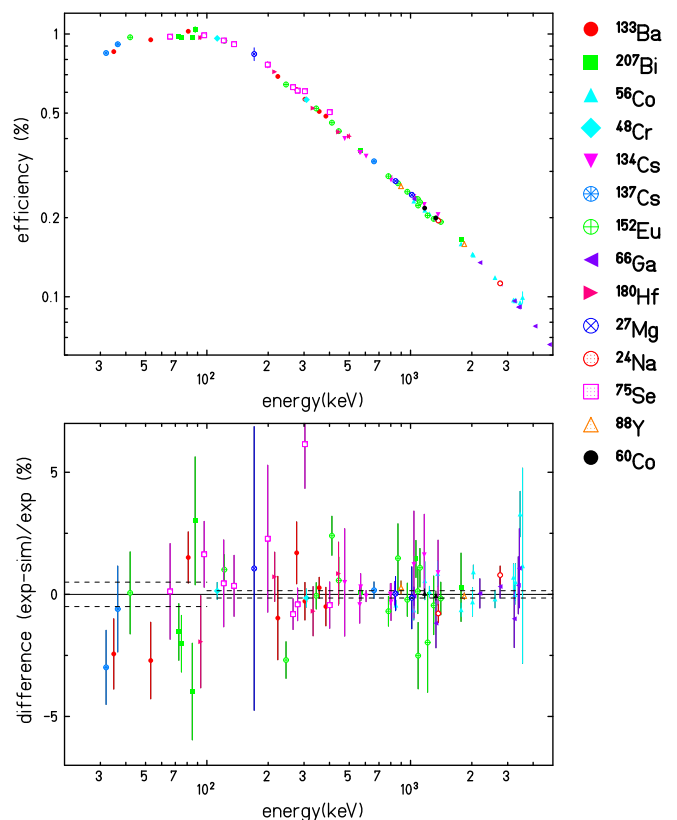 efficiency (%)
1
0.5
0.2
0.1
3 5 7 10² 2 3 5 7 10³ 2 3
energy(keV)
¹³³Ba
²⁰⁷Bi
⁵⁶Co
⁴⁸Cr
¹³⁴Cs
¹³⁷Cs
¹⁵²Eu
⁶⁶Ga
¹⁸⁰Hf
²⁷Mg
²⁴Na
⁷⁵Se
⁸⁸Y
⁶⁰Co
difference (exp-sim)/exp (%)
5
0
-5
3 5 7 10² 2 3 5 7 10³ 2 3
energy(keV)